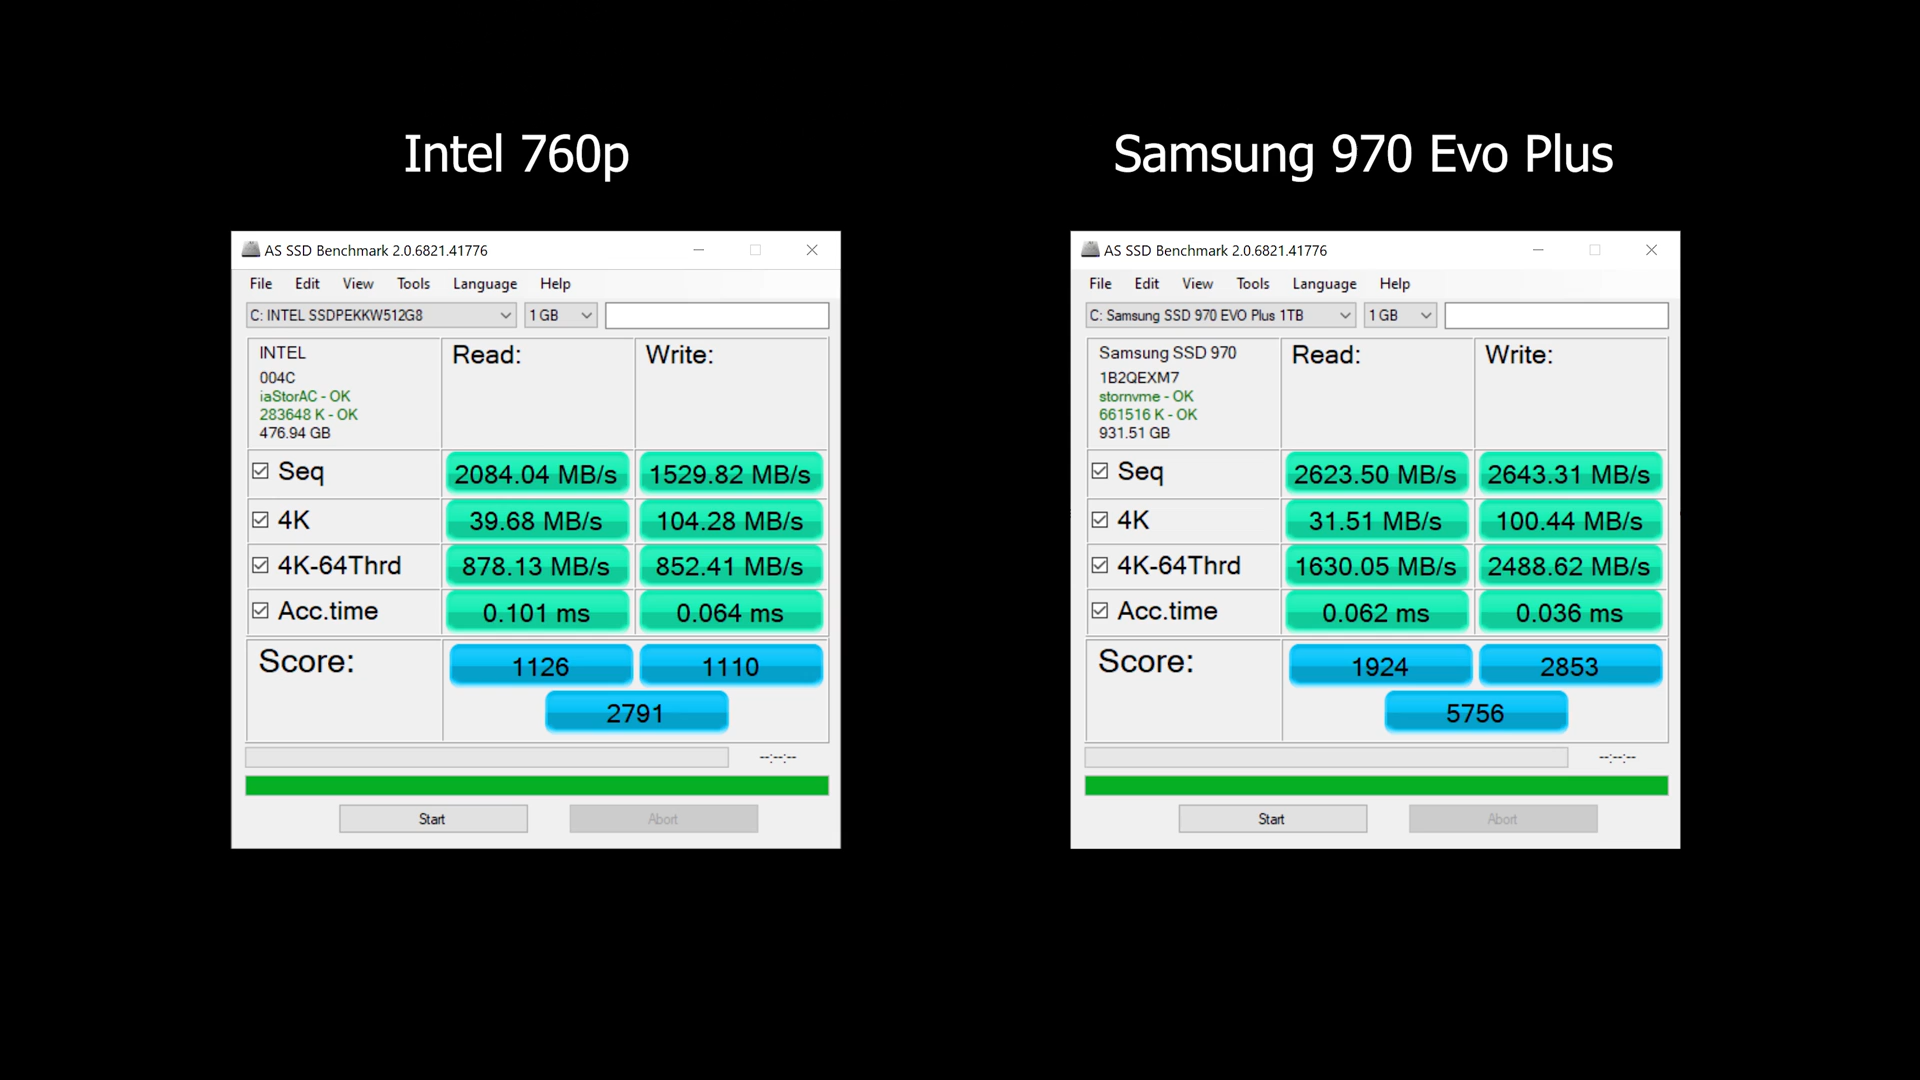 Intel 760p
AS SSD Benchmark 2.0.6821.41776
File Edit View Tools Language Help
C: INTEL SSDPEKKW512G8 1 GB
INTEL
004C
iaStorAC - OK
283648 K - OK
476.94 GB
Read: Write:
Seq 2084.04 MB/s 1529.82 MB/s
4K 39.68 MB/s 104.28 MB/s
4K-64Thrd 878.13 MB/s 852.41 MB/s
Acc.time 0.101 ms 0.064 ms
Score: 1126 1110
2791
--:--:--
Start Abort
Samsung 970 Evo Plus
AS SSD Benchmark 2.0.6821.41776
File Edit View Tools Language Help
C: Samsung SSD 970 EVO Plus 1TB 1 GB
Samsung SSD 970
1B2QEXM7
stornvme - OK
661516 K - OK
931.51 GB
Read: Write:
Seq 2623.50 MB/s 2643.31 MB/s
4K 31.51 MB/s 100.44 MB/s
4K-64Thrd 1630.05 MB/s 2488.62 MB/s
Acc.time 0.062 ms 0.036 ms
Score: 1924 2853
5756
--:--:--
Start Abort